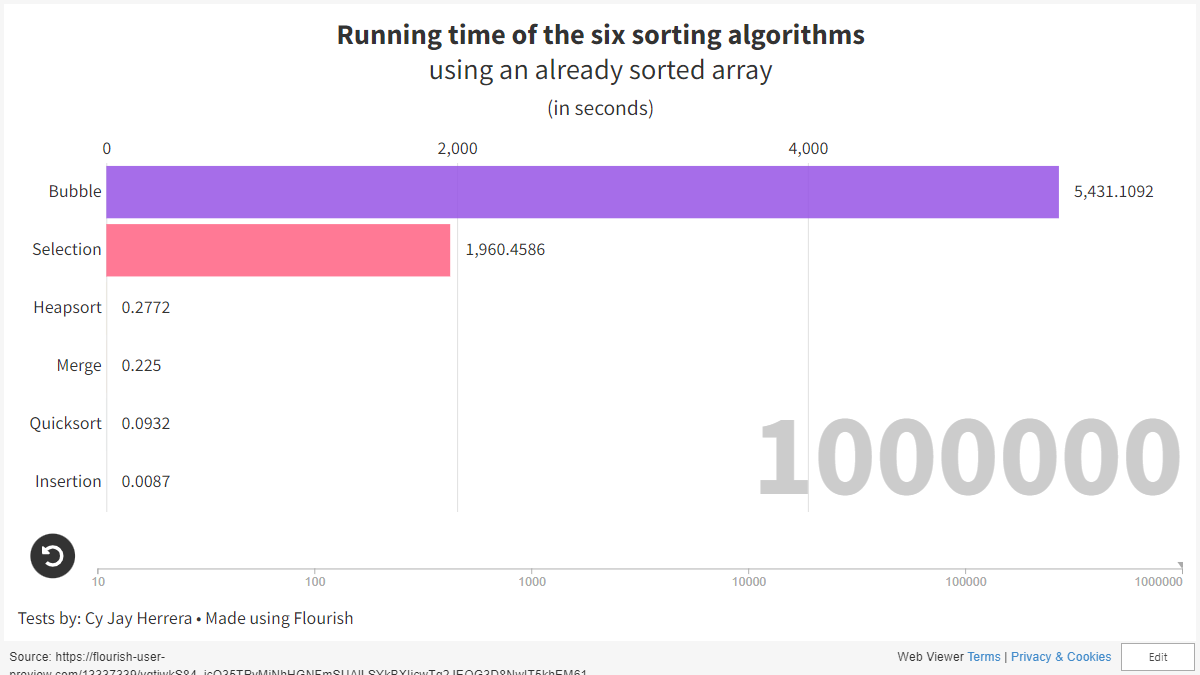 Running time of the six sorting algorithms
using an already sorted array
(in seconds)
0 2,000 4,000
Bubble 5,431.1092
Selection 1,960.4586
Heapsort 0.2772
Merge 0.225
Quicksort 0.0932
Insertion 0.0087
1000000
10 100 1000 10000 100000 1000000
Tests by: Cy Jay Herrera • Made using Flourish
Source: https://flourish-user-
Web Viewer Terms | Privacy & Cookies Edit